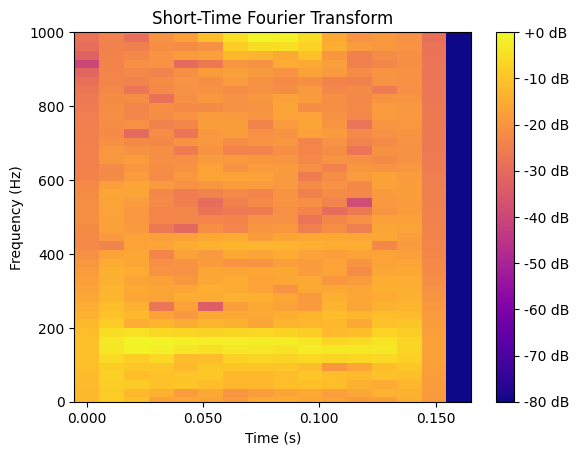 Short-Time Fourier Transform
1000
800
600
400
200
0
Frequency (Hz)
0.000
0.050
0.100
0.150
Time (s)
+0 dB
-10 dB
-20 dB
-30 dB
-40 dB
-50 dB
-60 dB
-70 dB
-80 dB